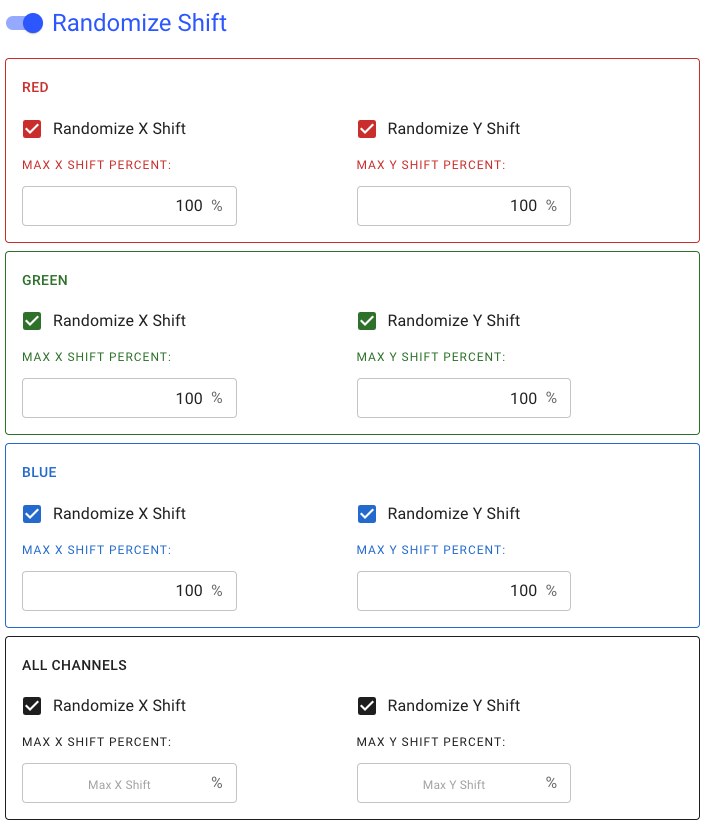 Randomize Shift
RED
Randomize X Shift Randomize Y Shift
MAX X SHIFT PERCENT: MAX Y SHIFT PERCENT:
100 % 100 %
GREEN
Randomize X Shift Randomize Y Shift
MAX X SHIFT PERCENT: MAX Y SHIFT PERCENT:
100 % 100 %
BLUE
Randomize X Shift Randomize Y Shift
MAX X SHIFT PERCENT: MAX Y SHIFT PERCENT:
100 % 100 %
ALL CHANNELS
Randomize X Shift Randomize Y Shift
MAX X SHIFT PERCENT: MAX Y SHIFT PERCENT:
Max X Shift % Max Y Shift %